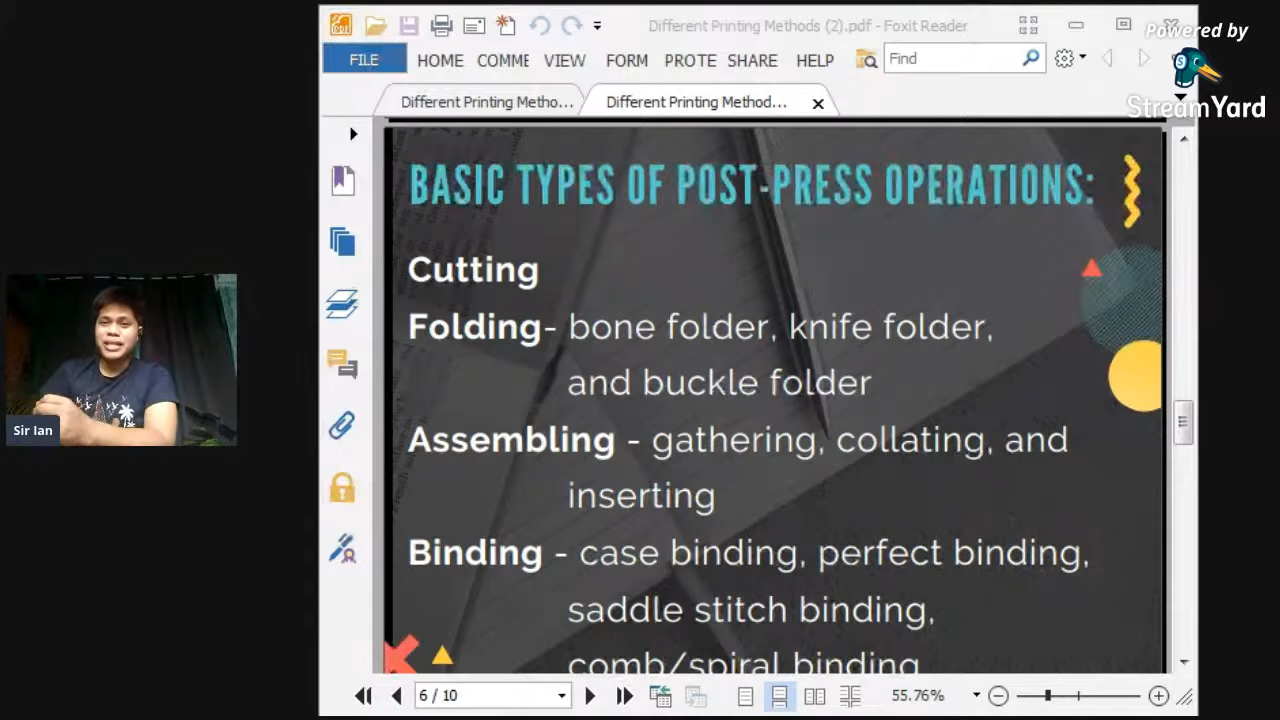 Different Printing Methods (2).pdf - Foxit Reader
Powered by
StreamYard
FILE HOME COMME VIEW FORM PROTE SHARE HELP Find
Different Printing Metho... Different Printing Method...
BASIC TYPES OF POST-PRESS OPERATIONS:
Cutting
Folding- bone folder, knife folder,
and buckle folder
Assembling - gathering, collating, and
inserting
Binding - case binding, perfect binding,
saddle stitch binding,
comb/spiral binding
Sir Ian
6 / 10 55.76%